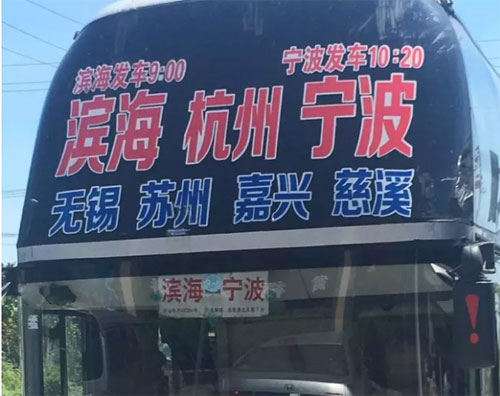 滨海发车9:00 宁波发车10:20
滨海 杭州 宁波
无锡 苏州 嘉兴 慈溪
滨海 宁波